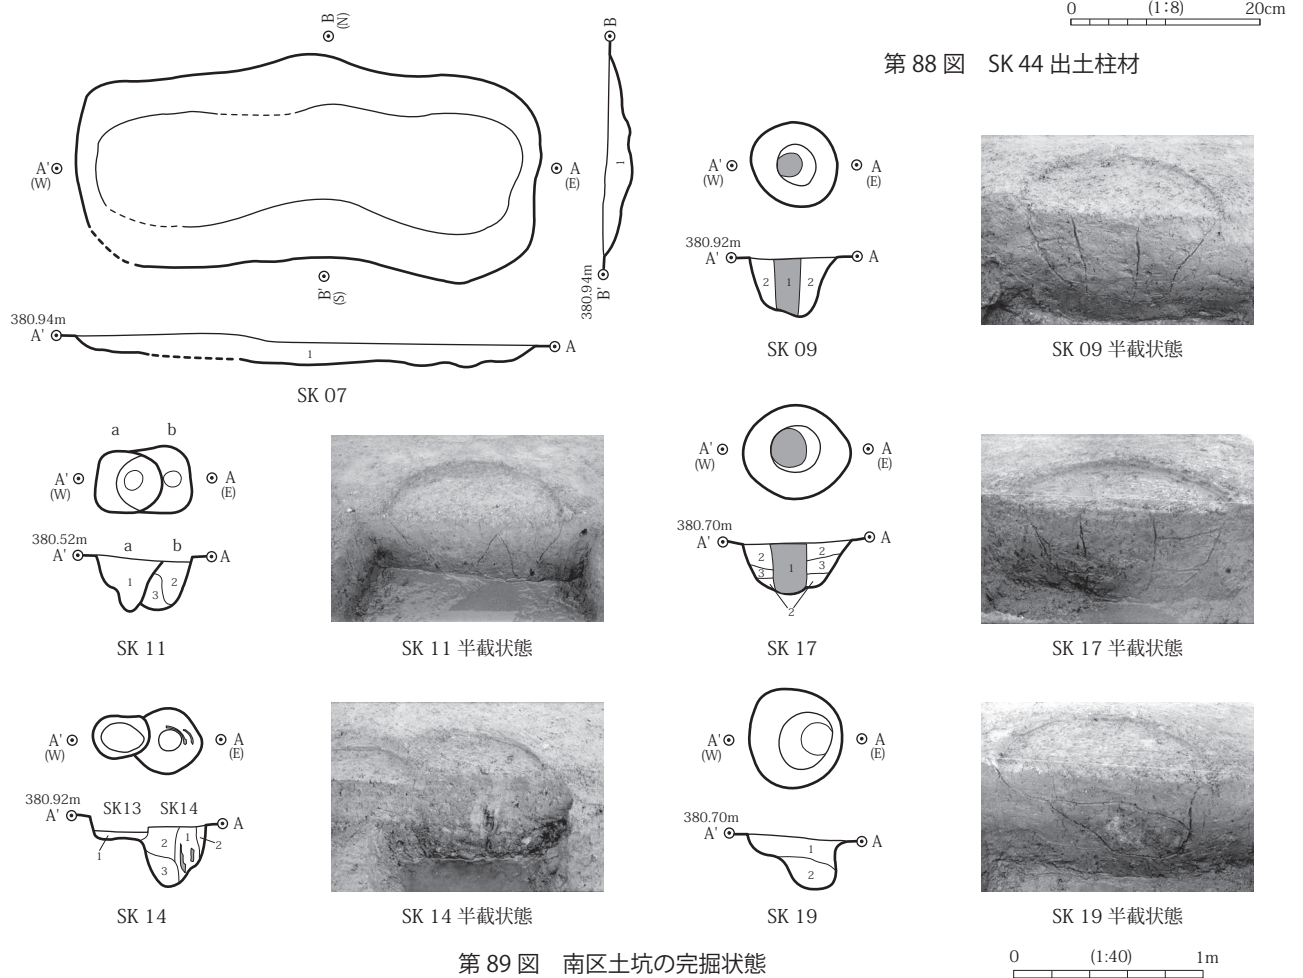 0 (1:8) 20cm
第 88 図 SK 44 出土柱材
B
(N)
A'
(W)
A
(E)
B'
(S)
B
1
380.94m
B'
380.94m
A'
1
A
SK 07
A'
(W)
A
(E)
380.92m
A'
2 1 2
A
SK 09
SK 09 半截状態
a b
A'
(W)
A
(E)
380.52m
A'
a b
1 2
3
A
SK 11
SK 11 半截状態
A'
(W)
A
(E)
380.70m
A'
2 1 2
3 3
2
A
SK 17
SK 17 半截状態
A'
(W)
A
(E)
380.92m
A'
SK13 SK14
1 2 1 2
3
A
SK 14
SK 14 半截状態
A'
(W)
A
(E)
380.70m
A'
1
2
A
SK 19
SK 19 半截状態
第 89 図 南区土坑の完掘状態
0 (1:40) 1m